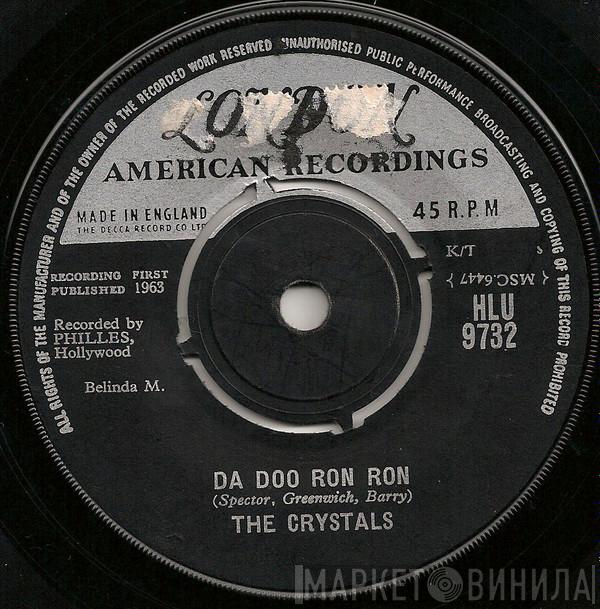 ALL RIGHTS OF THE MANUFACTURER AND OF THE OWNER OF THE RECORDED WORK RESERVED UNAUTHORISED PUBLIC PERFORMANCE BROADCASTING AND COPYING OF THIS RECORD PROHIBITED
LONDON
AMERICAN RECORDINGS
MADE IN ENGLAND
THE DECCA RECORD CO LTD
45 R.P.M
K/T
RECORDING FIRST
PUBLISHED 1963
{ MSC.6447 }
HLU
9732
Recorded by
PHILLES,
Hollywood
Belinda M.
DA DOO RON RON
(Spector, Greenwich, Barry)
THE CRYSTALS
МАРКЕТ ВИНИЛА